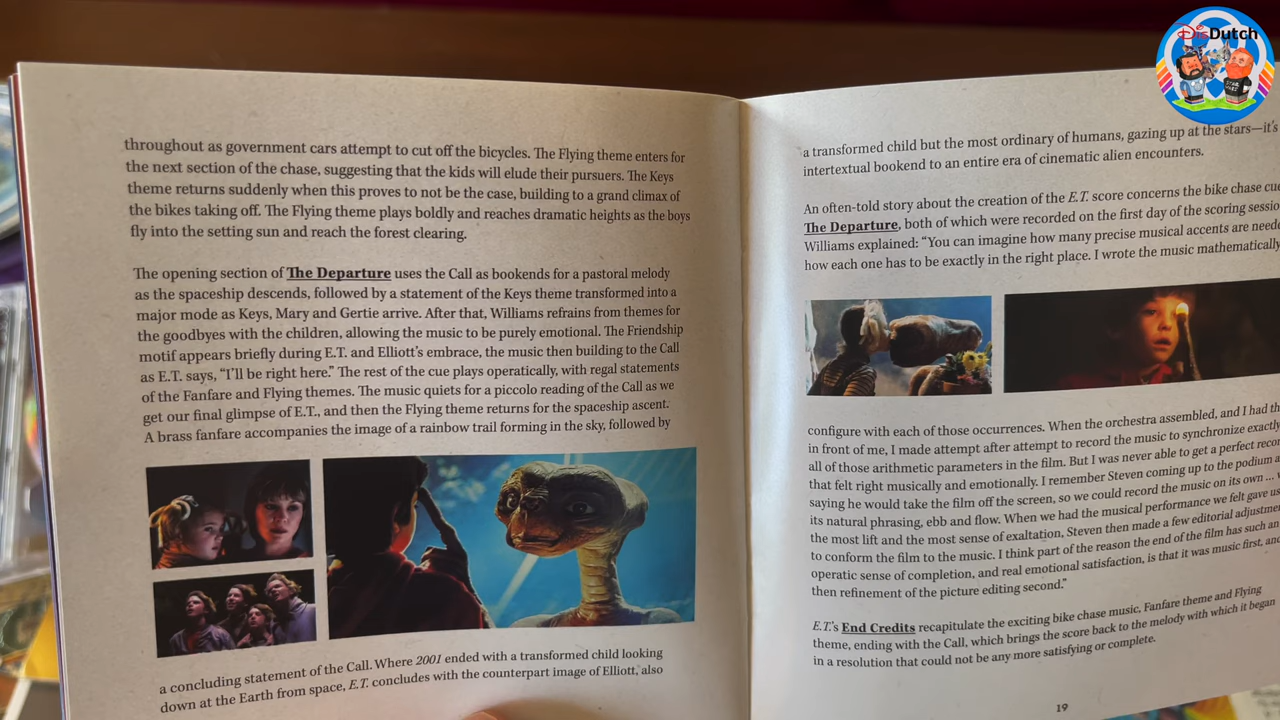 throughout as government cars attempt to cut off the bicycles. The Flying theme enters for
the next section of the chase, suggesting that the kids will elude their pursuers. The Keys
theme returns suddenly when this proves to not be the case, building to a grand climax of
the bikes taking off. The Flying theme plays boldly and reaches dramatic heights as the boys
fly into the setting sun and reach the forest clearing.
The opening section of The Departure uses the Call as bookends for a pastoral melody
as the spaceship descends, followed by a statement of the Keys theme transformed into a
major mode as Keys, Mary and Gertie arrive. After that, Williams refrains from themes for
the goodbyes with the children, allowing the music to be purely emotional. The Friendship
motif appears briefly during E.T. and Elliott's embrace, the music then building to the Call
as E.T. says, "I'll be right here." The rest of the cue plays operatically, with regal statements
of the Fanfare and Flying themes. The music quiets for a piccolo reading of the Call as we
get our final glimpse of E.T., and then the Flying theme returns for the spaceship ascent.
A brass fanfare accompanies the image of a rainbow trail forming in the sky, followed by
a concluding statement of the Call. Where 2001 ended with a transformed child looking
down at the Earth from space, E.T. concludes with the counterpart image of Elliott, also
a transformed child but the most ordinary of humans, gazing up at the stars—it's
intertextual bookend to an entire era of cinematic alien encounters.
An often-told story about the creation of the E.T. score concerns the bike chase
The Departure, both of which were recorded on the first day of the scoring
Williams explained: "You can imagine how many precise musical accents are
how each one has to be exactly in the right place. I wrote the music mathematically
configure with each of those occurrences. When the orchestra assembled, and I had
in front of me, I made attempt after attempt to record the music to synchronize exactly
all of those arithmetic parameters in the film. But I was never able to get a perfect
that felt right musically and emotionally. I remember Steven coming up to the podium
saying he would take the film off the screen, so we could record the music on its own ...
its natural phrasing, ebb and flow. When we had the musical performance we felt gave
the most lift and the most sense of exaltation, Steven then made a few editorial
to conform the film to the music. I think part of the reason the end of the film has such an
operatic sense of completion, and real emotional satisfaction, is that it was music first, and
then refinement of the picture editing second."
E.T.'s End Credits recapitulate the exciting bike chase music, Fanfare theme and Flying
theme, ending with the Call, which brings the score back to the melody with which it began
in a resolution that could not be any more satisfying or complete.
19
DisDutch